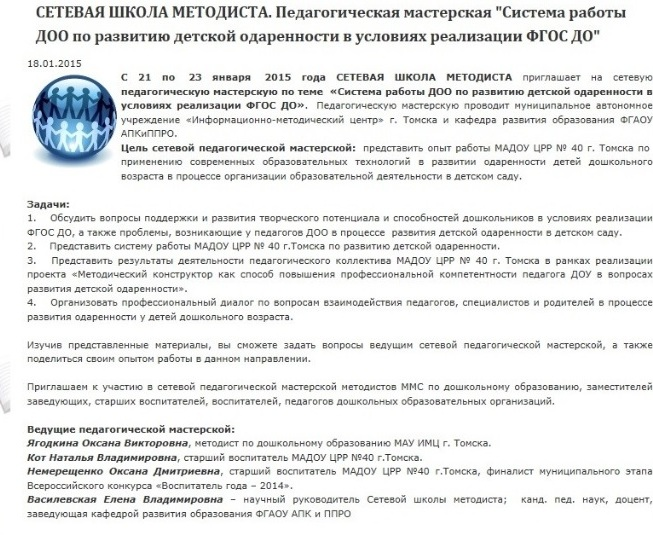 СЕТЕВАЯ ШКОЛА МЕТОДИСТА. Педагогическая мастерская "Система работы
ДОО по развитию детской одаренности в условиях реализации ФГОС ДО"
18.01.2015
С 21 по 23 января 2015 года СЕТЕВАЯ ШКОЛА МЕТОДИСТА приглашает на сетевую
педагогическую мастерскую по теме «Система работы ДОО по развитию детской одаренности в
условиях реализации ФГОС ДО». Педагогическую мастерскую проводит муниципальное автономное
учреждение «Информационно-методический центр» г. Томска и кафедра развития образования ФГАОУ
АПКиППРО.
Цель сетевой педагогической мастерской: представить опыт работы МАДОУ ЦРР № 40 г. Томска по
применению современных образовательных технологий в развитии одаренности детей дошкольного
возраста в процессе организации образовательной деятельности в детском саду.
Задачи:
1. Обсудить вопросы поддержки и развития творческого потенциала и способностей дошкольников в условиях реализации
ФГОС ДО, а также проблемы, возникающие у педагогов ДОО в процессе развития детской одаренности в детском саду.
2. Представить систему работы МАДОУ ЦРР № 40 г.Томска по развитию детской одаренности.
3. Представить результаты деятельности педагогического коллектива МАДОУ ЦРР № 40 г. Томска в рамках реализации
проекта «Методический конструктор как способ повышения профессиональной компетентности педагога ДОУ в вопросах
развития детской одаренности».
4. Организовать профессиональный диалог по вопросам взаимодействия педагогов, специалистов и родителей в процессе
развития одаренности у детей дошкольного возраста.
Изучив представленные материалы, вы сможете задать вопросы ведущим сетевой педагогической мастерской, а также
поделиться своим опытом работы в данном направлении.
Приглашаем к участию в сетевой педагогической мастерской методистов ММС по дошкольному образованию, заместителей
заведующих, старших воспитателей, воспитателей, педагогов дошкольных образовательных организаций.
Ведущие педагогической мастерской:
Ягодкина Оксана Викторовна, методист по дошкольному образованию МАУ ИМЦ г. Томска.
Кот Наталья Владимировна, старший воспитатель МАДОУ ЦРР №40 г.Томска.
Немерещенко Оксана Дмитриевна, старший воспитатель МАДОУ ЦРР №40 г.Томска, финалист муниципального этапа
Всероссийского конкурса «Воспитатель года – 2014».
Василевская Елена Владимировна – научный руководитель Сетевой школы методиста; канд. пед. наук, доцент,
заведующая кафедрой развития образования ФГАОУ АПК и ППРО